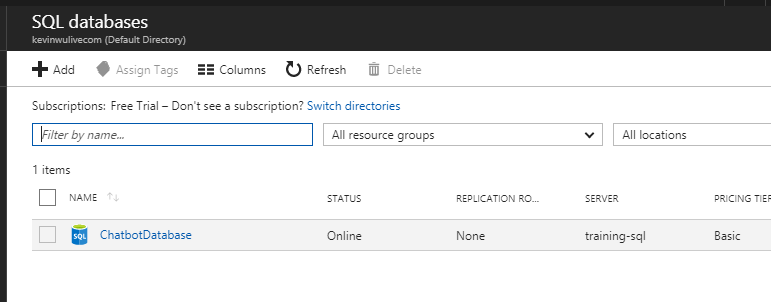 SQL databases
kevinwulivecom (Default Directory)
Add Assign Tags Columns Refresh Delete
Subscriptions: Free Trial – Don't see a subscription? Switch directories
Filter by name... All resource groups All locations
1 items
NAME STATUS REPLICATION RO... SERVER PRICING TIE
SQL ChatbotDatabase Online None training-sql Basic